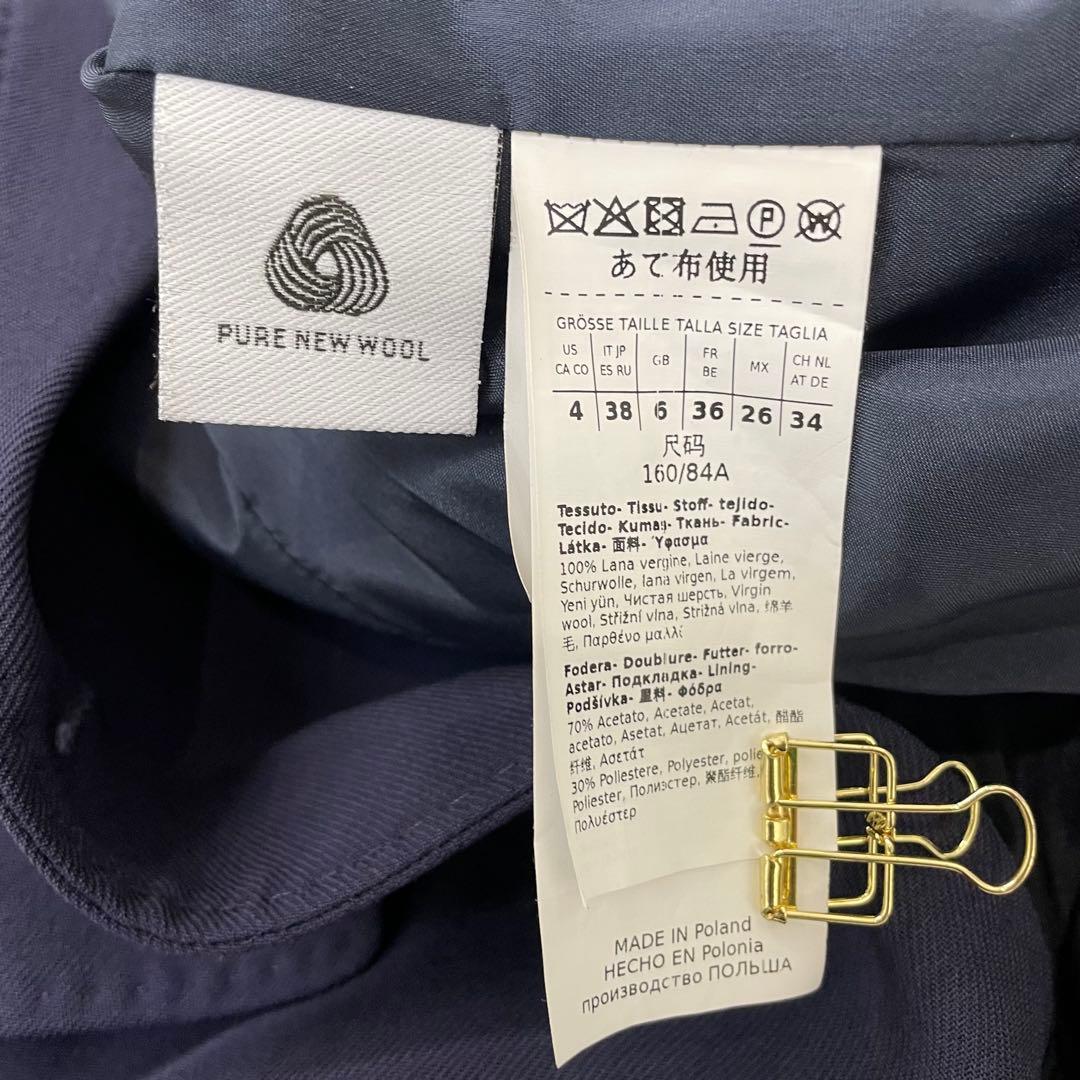 PURE NEW WOOL
P
W
あて布使用
GRÖSSE TAILLE TALLA SIZE TAGLIA
US CA CO
IT JP ES RU
GB
FR BE
MX
CH NL AT DE
4 38 6 36 26 34
尺码
160/84A
Tessuto- Tissu- Stoff- tejido-
Tecido- Kumaş- Ткань- Fabric-
Látka- 面料- Ύφασμα
100% Lana vergine, Laine vierge,
Schurwolle, lana virgen, La virgem,
Yeni yün, Чистая шерсть, Virgin
wool, Střižní vlna, Strižná vlna, 绵羊
毛, Παρθένο μαλλί
Fodera- Doublure- Futter- forro-
Astar- Подкладка- Lining-
Podšívka- 里料- Φόδρα
70% Acetato, Acetate, Acetat,
acetato, Asetat, Ацетат, Acetát, 醋酯
纤维, Ασετάτ
30% Poliestere, Polyester, polie
Poliester, Полиэстер, 聚酯纤维,
Πολυέστερ
MADE IN Poland
HECHO EN Polonia
производство ПОЛЬША